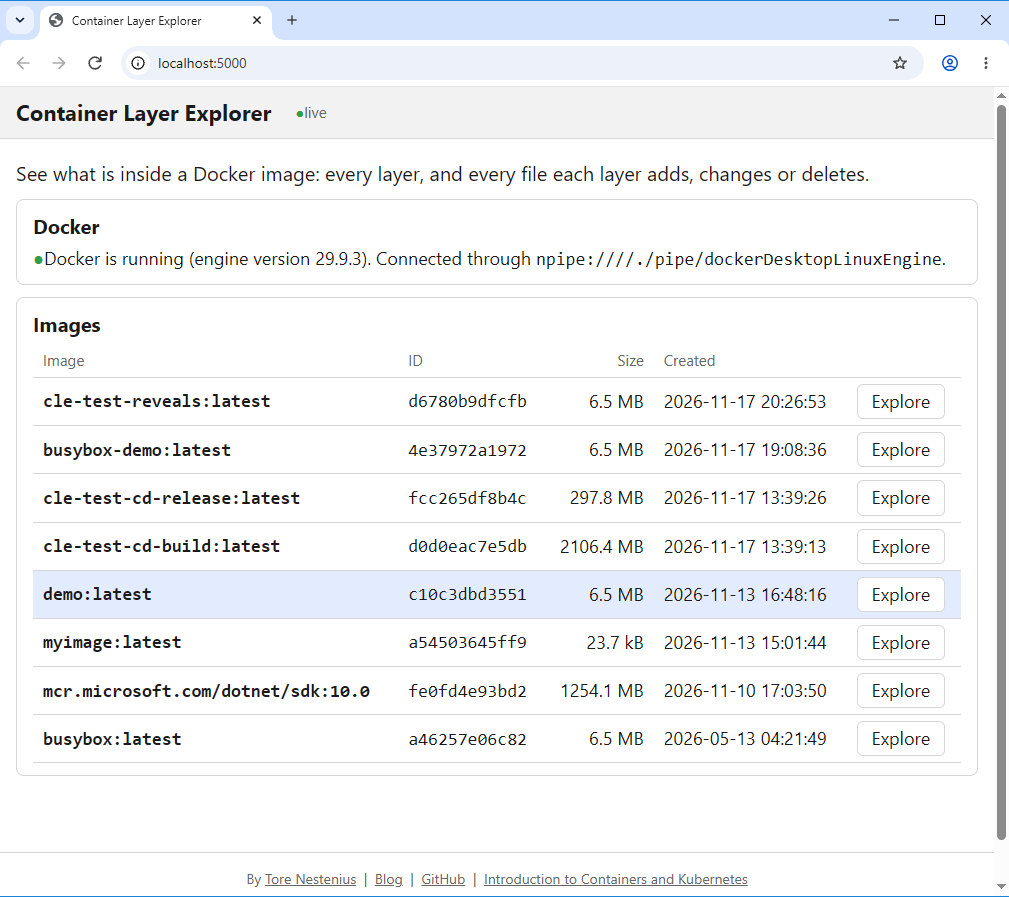 Container Layer Explorer
localhost:5000
Container Layer Explorer live
See what is inside a Docker image: every layer, and every file each layer adds, changes or deletes.
Docker
Docker is running (engine version 29.9.3). Connected through npipe:////./pipe/dockerDesktopLinuxEngine.
Images
Image ID Size Created
cle-test-reveals:latest d6780b9dfcfb 6.5 MB 2026-11-17 20:26:53 Explore
busybox-demo:latest 4e37972a1972 6.5 MB 2026-11-17 19:08:36 Explore
cle-test-cd-release:latest fcc265df8b4c 297.8 MB 2026-11-17 13:39:26 Explore
cle-test-cd-build:latest d0d0eac7e5db 2106.4 MB 2026-11-17 13:39:13 Explore
demo:latest c10c3dbd3551 6.5 MB 2026-11-13 16:48:16 Explore
myimage:latest a54503645ff9 23.7 kB 2026-11-13 15:01:44 Explore
mcr.microsoft.com/dotnet/sdk:10.0 fe0fd4e93bd2 1254.1 MB 2026-11-10 17:03:50 Explore
busybox:latest a46257e06c82 6.5 MB 2026-05-13 04:21:49 Explore
By Tore Nestenius | Blog | GitHub | Introduction to Containers and Kubernetes